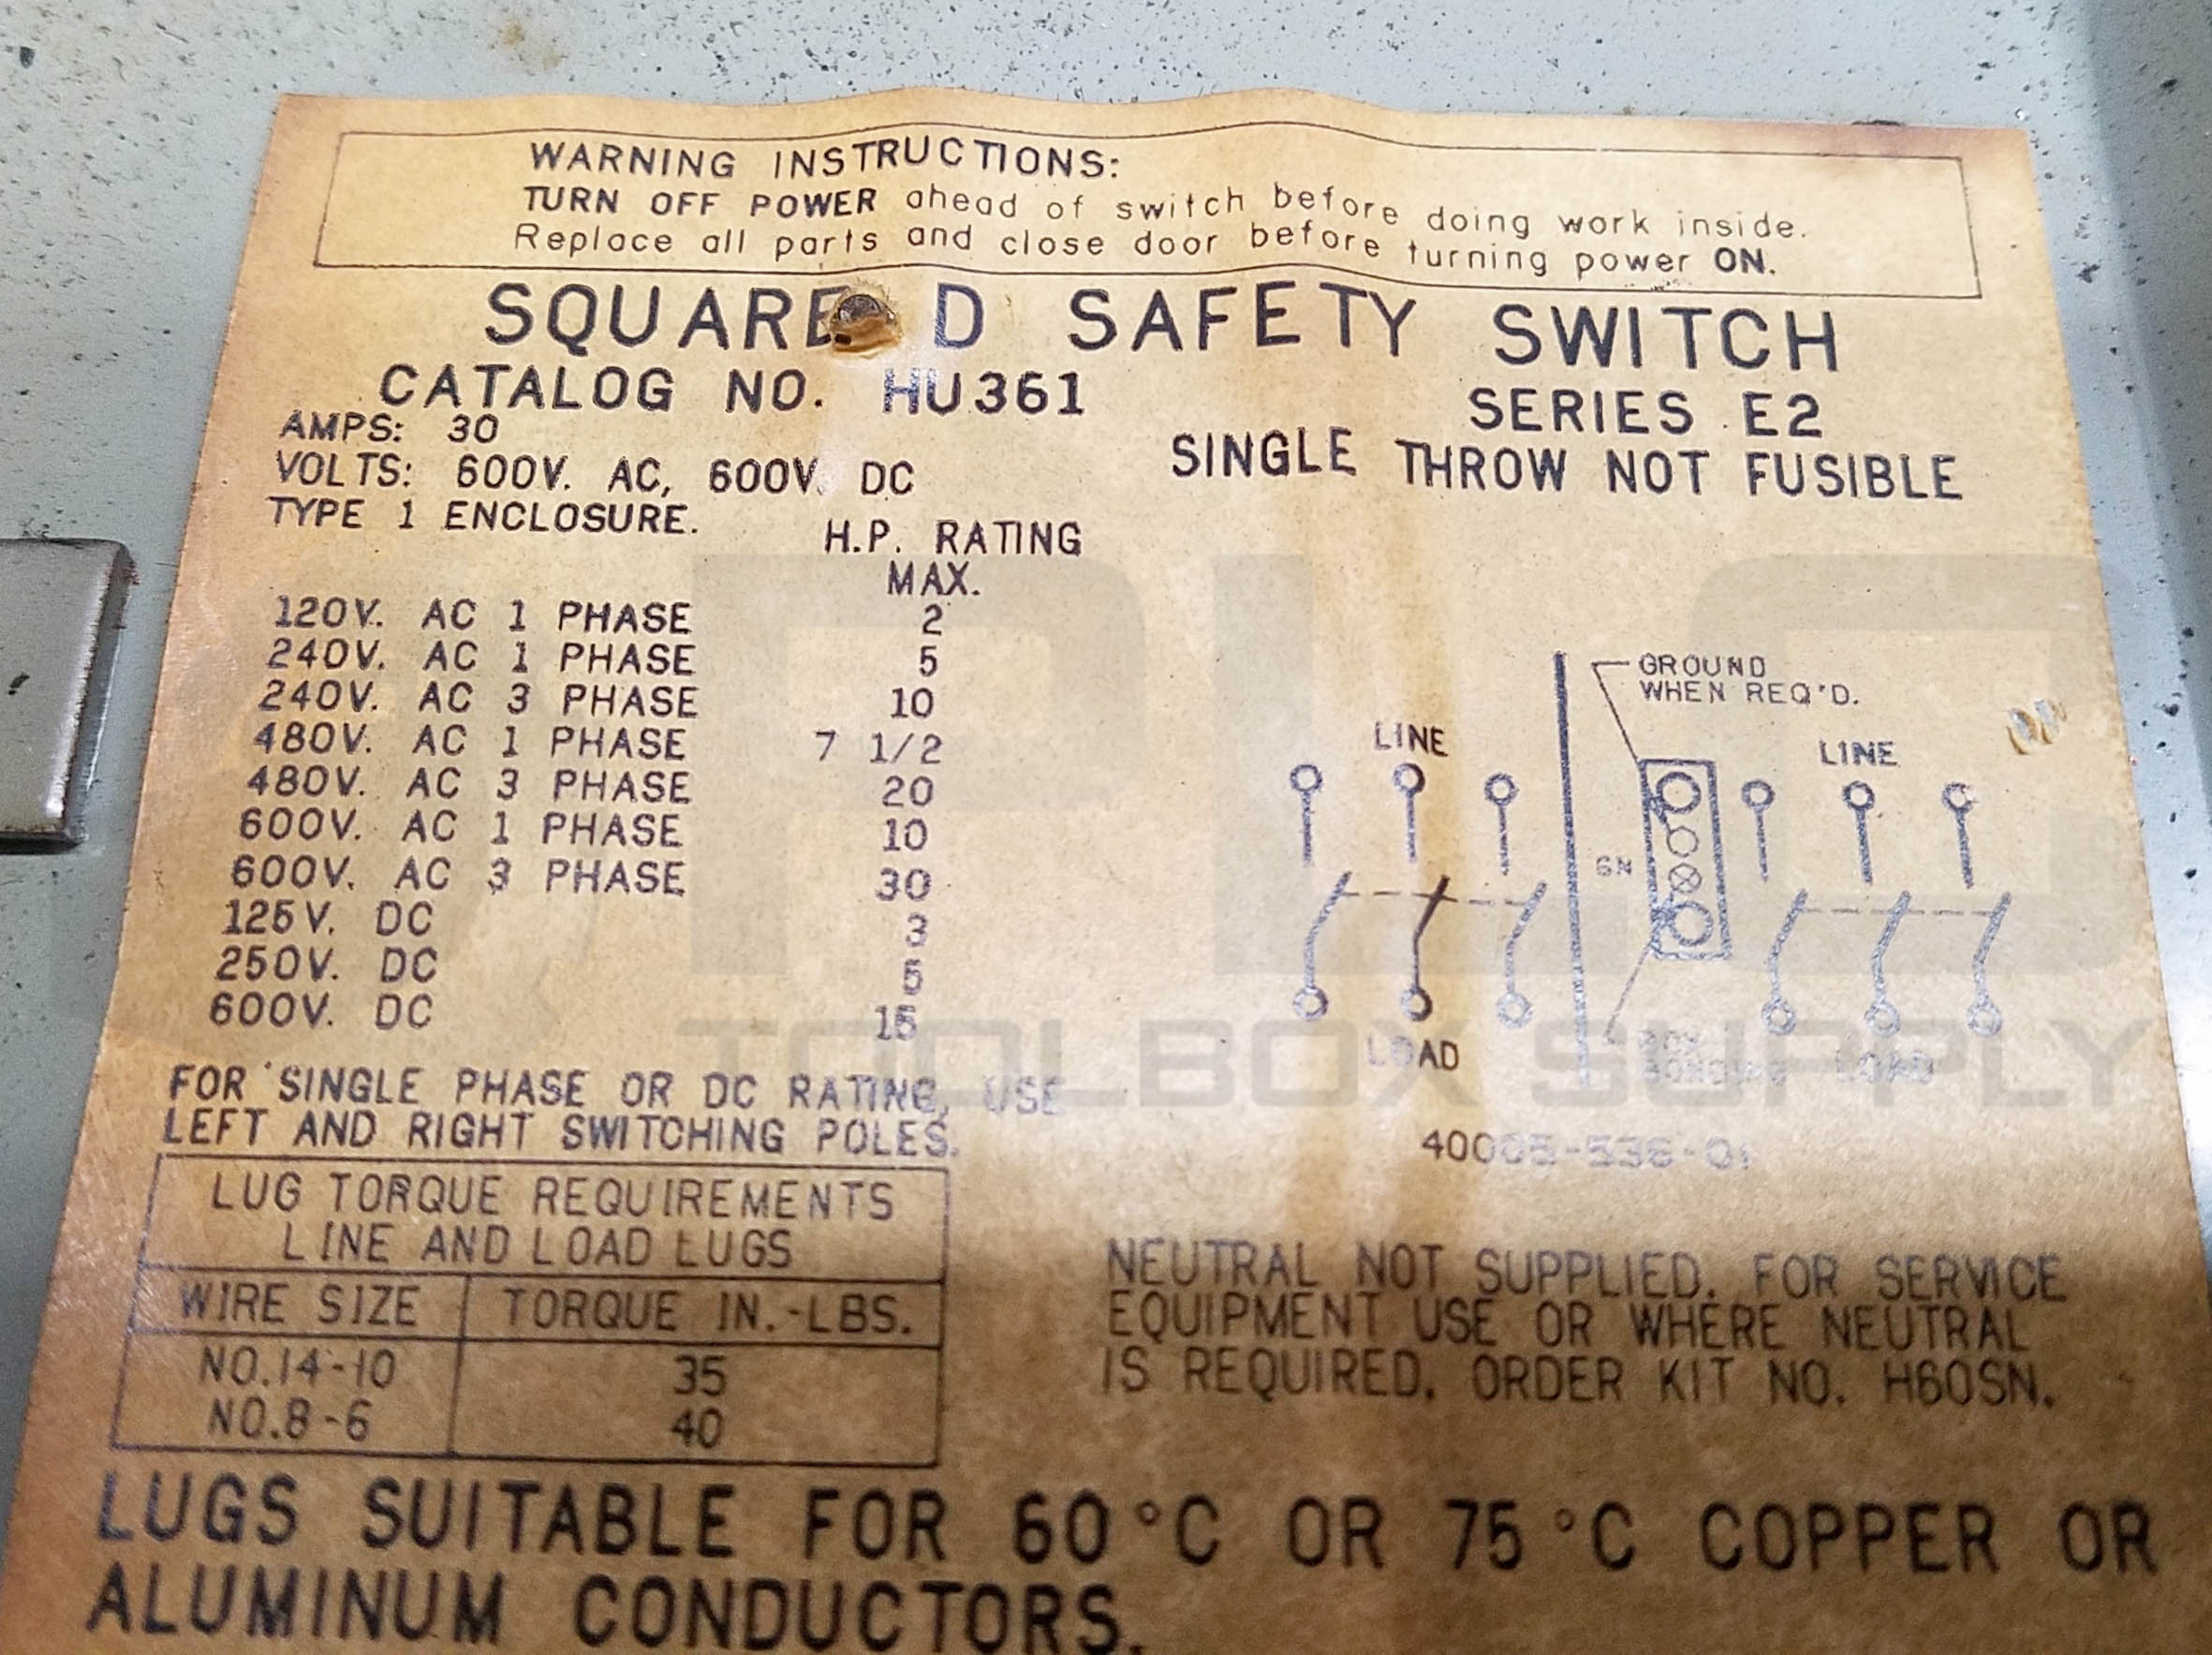 WARNING INSTRUCTIONS:
TURN OFF POWER ahead of switch before doing work inside.
Replace all parts and close door before turning power ON.
SQUARE D SAFETY SWITCH
CATALOG NO. HU361
SERIES E2
AMPS: 30
VOLTS: 600V. AC, 600V. DC
SINGLE THROW NOT FUSIBLE
TYPE 1 ENCLOSURE.
H.P. RATING
MAX.
120V. AC 1 PHASE 2
240V. AC 1 PHASE 5
240V. AC 3 PHASE 10
480V. AC 1 PHASE 7 1/2
480V. AC 3 PHASE 20
600V. AC 1 PHASE 10
600V. AC 3 PHASE 30
125V. DC 3
250V. DC 5
600V. DC 15
FOR SINGLE PHASE OR DC RATING, USE
LEFT AND RIGHT SWITCHING POLES.
GROUND
WHEN REQ'D.
LINE
LINE
GN
LOAD
LOAD
TOOLBOX SUPPLY
40005-536-01
LUG TORQUE REQUIREMENTS
LINE AND LOAD LUGS
WIRE SIZE TORQUE IN.-LBS.
NO.14-10 35
NO.8-6 40
NEUTRAL NOT SUPPLIED. FOR SERVICE
EQUIPMENT USE OR WHERE NEUTRAL
IS REQUIRED, ORDER KIT NO. H60SN.
LUGS SUITABLE FOR 60°C OR 75°C COPPER OR
ALUMINUM CONDUCTORS.